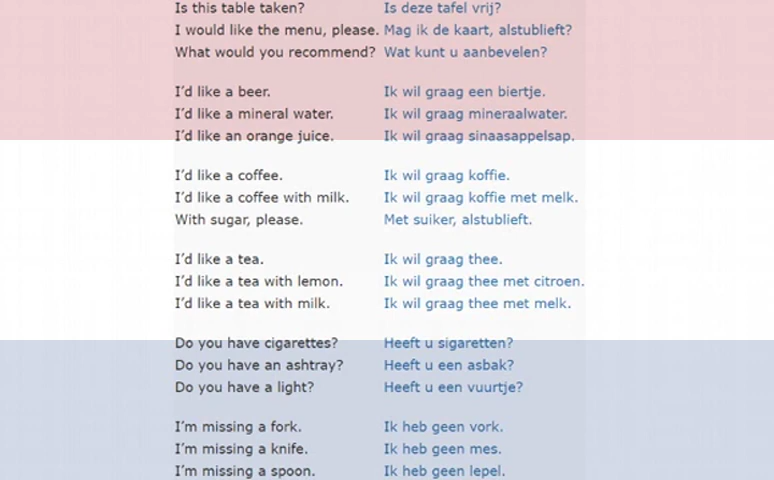 Is this table taken? Is deze tafel vrij?
I would like the menu, please. Mag ik de kaart, alstublieft?
What would you recommend? Wat kunt u aanbevelen?
I'd like a beer. Ik wil graag een biertje.
I'd like a mineral water. Ik wil graag mineraalwater.
I'd like an orange juice. Ik wil graag sinaasappelsap.
I'd like a coffee. Ik wil graag koffie.
I'd like a coffee with milk. Ik wil graag koffie met melk.
With sugar, please. Met suiker, alstublieft.
I'd like a tea. Ik wil graag thee.
I'd like a tea with lemon. Ik wil graag thee met citroen.
I'd like a tea with milk. Ik wil graag thee met melk.
Do you have cigarettes? Heeft u sigaretten?
Do you have an ashtray? Heeft u een asbak?
Do you have a light? Heeft u een vuurtje?
I'm missing a fork. Ik heb geen vork.
I'm missing a knife. Ik heb geen mes.
I'm missing a spoon. Ik heb geen lepel.